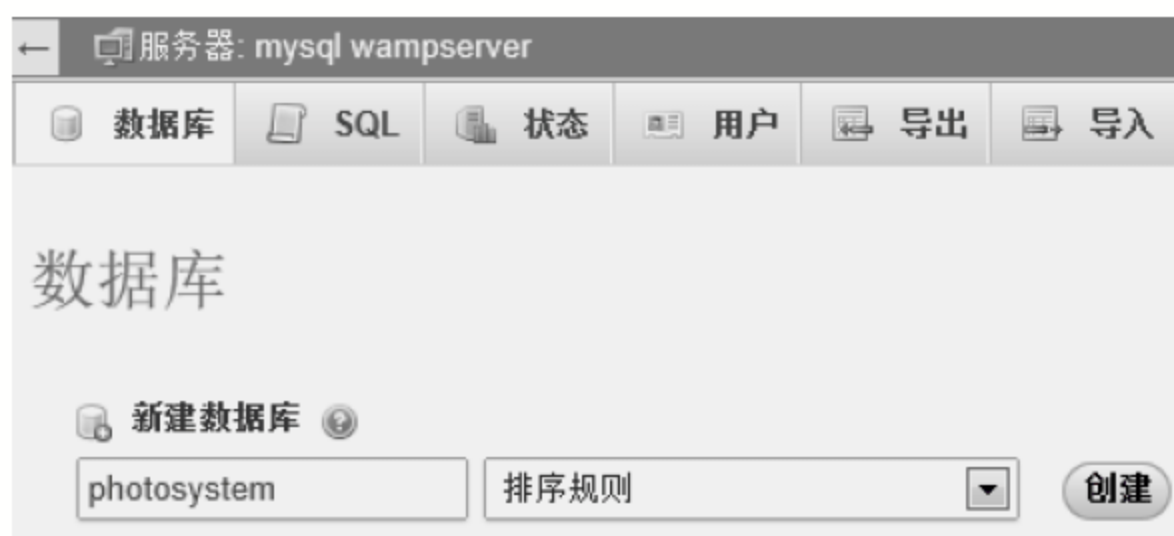 服务器: mysql wampserver
数据库 SQL 状态 用户 导出 导入
数据库
新建数据库
photosystem 排序规则 创建